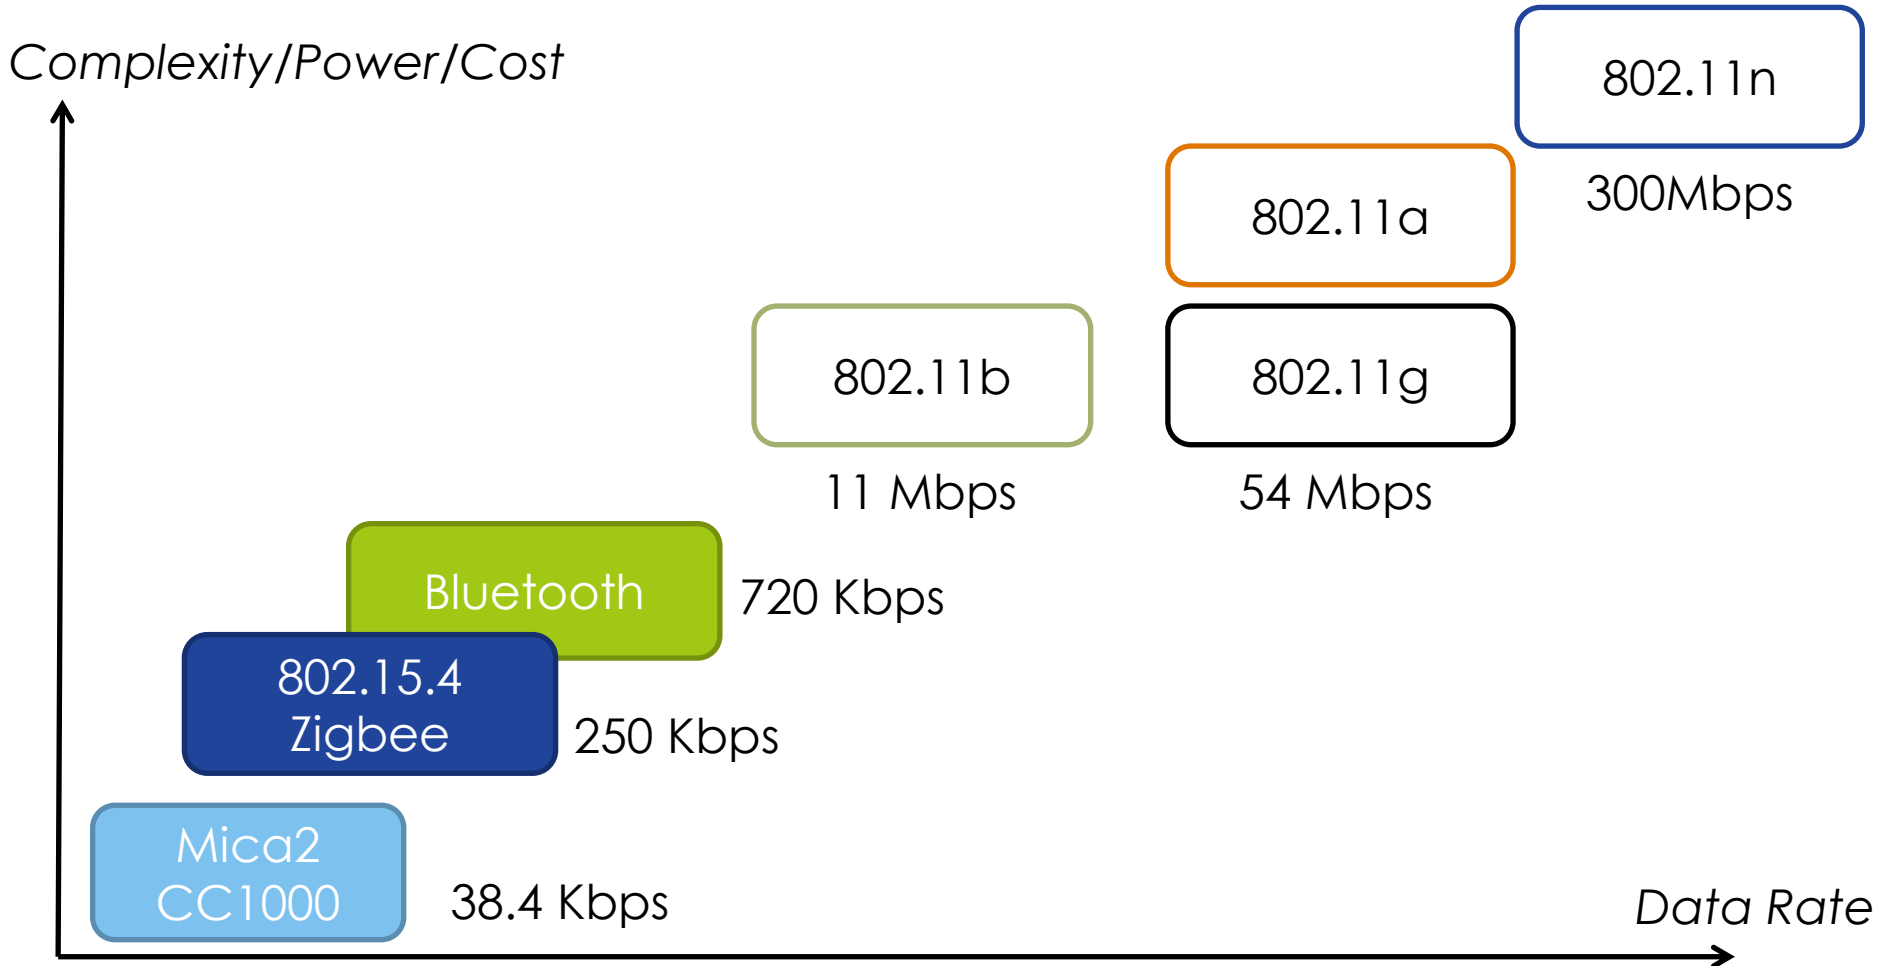 Complexity/Power/Cost
802.11n
300Mbps
802.11a
802.11b
802.11g
11 Mbps
54 Mbps
Bluetooth
720 Kbps
802.15.4
Zigbee
250 Kbps
Mica2
CC1000
38.4 Kbps
Data Rate